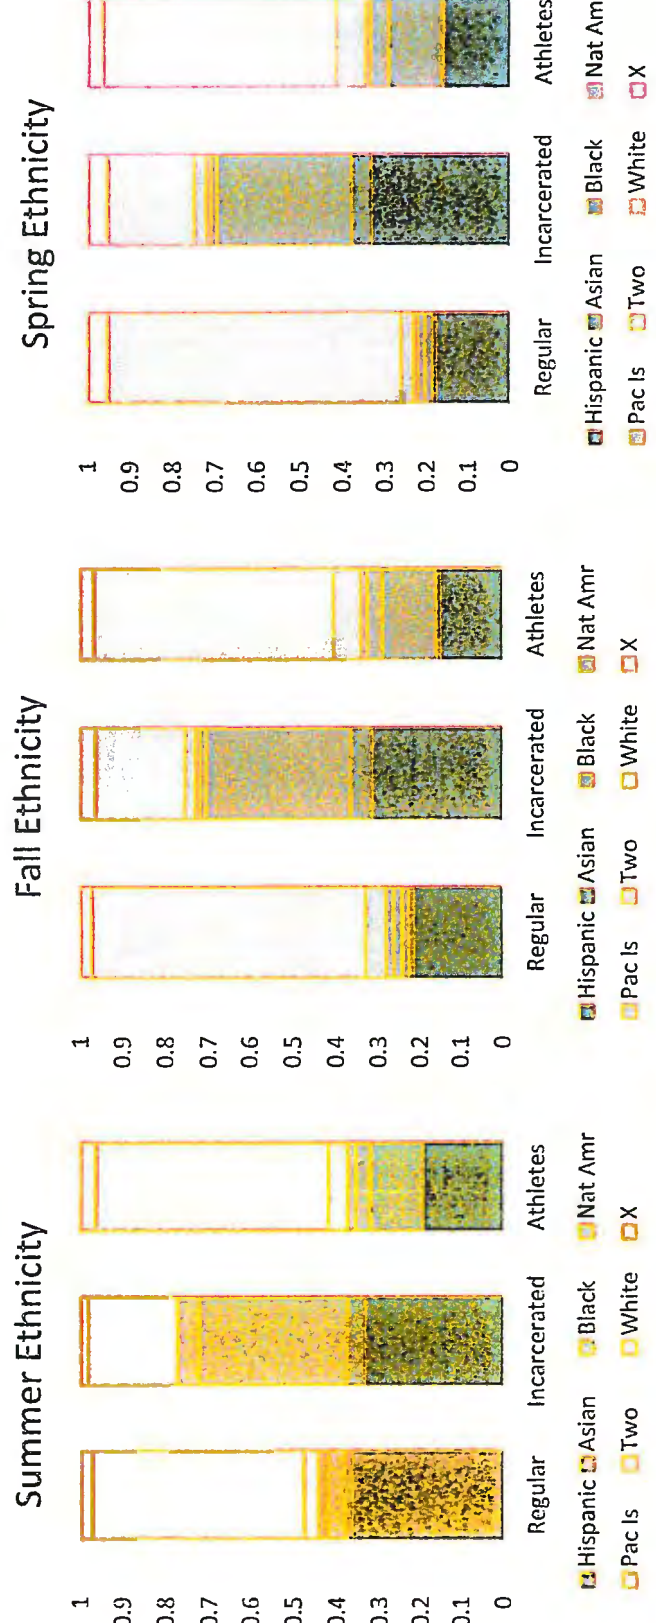 Summer Ethnicity
1
0.9
0.8
0.7
0.6
0.5
0.4
0.3
0.2
0.1
0
Regular Incarcerated Athletes
Hispanic Asian Black Nat Amr
Pac Is Two White X
Fall Ethnicity
1
0.9
0.8
0.7
0.6
0.5
0.4
0.3
0.2
0.1
0
Regular Incarcerated Athletes
Hispanic Asian Black Nat Amr
Pac Is Two White X
Spring Ethnicity
1
0.9
0.8
0.7
0.6
0.5
0.4
0.3
0.2
0.1
0
Regular Incarcerated Athletes
Hispanic Asian Black Nat Am
Pac Is Two White X